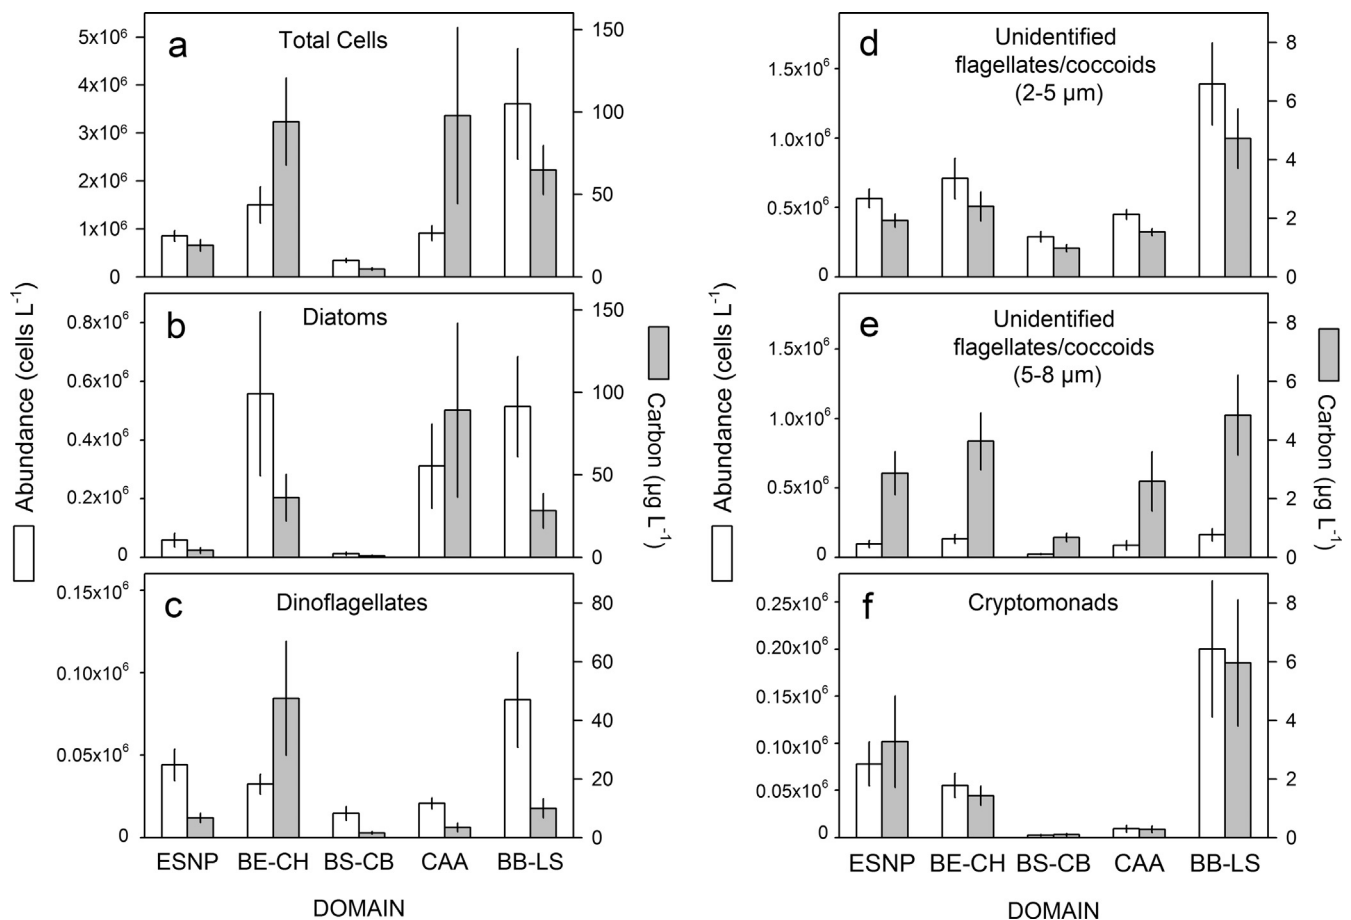 a
Total Cells
5x10⁶
4x10⁶
3x10⁶
2x10⁶
1x10⁶
0
150
100
50
0
b
Diatoms
0.8x10⁶
0.6x10⁶
0.4x10⁶
0.2x10⁶
0
150
100
50
0
c
Dinoflagellates
0.15x10⁶
0.10x10⁶
0.05x10⁶
0
80
60
40
20
0
Abundance (cells L⁻¹)
Carbon (µg L⁻¹)
ESNP BE-CH BS-CB CAA BB-LS
DOMAIN
d
Unidentified
flagellates/coccoids
(2-5 µm)
1.5x10⁶
1.0x10⁶
0.5x10⁶
0
8
6
4
2
0
e
Unidentified
flagellates/coccoids
(5-8 µm)
1.5x10⁶
1.0x10⁶
0.5x10⁶
0
8
6
4
2
0
f
Cryptomonads
0.25x10⁶
0.20x10⁶
0.15x10⁶
0.10x10⁶
0.05x10⁶
0
8
6
4
2
0
Abundance (cells L⁻¹)
Carbon (µg L⁻¹)
ESNP BE-CH BS-CB CAA BB-LS
DOMAIN